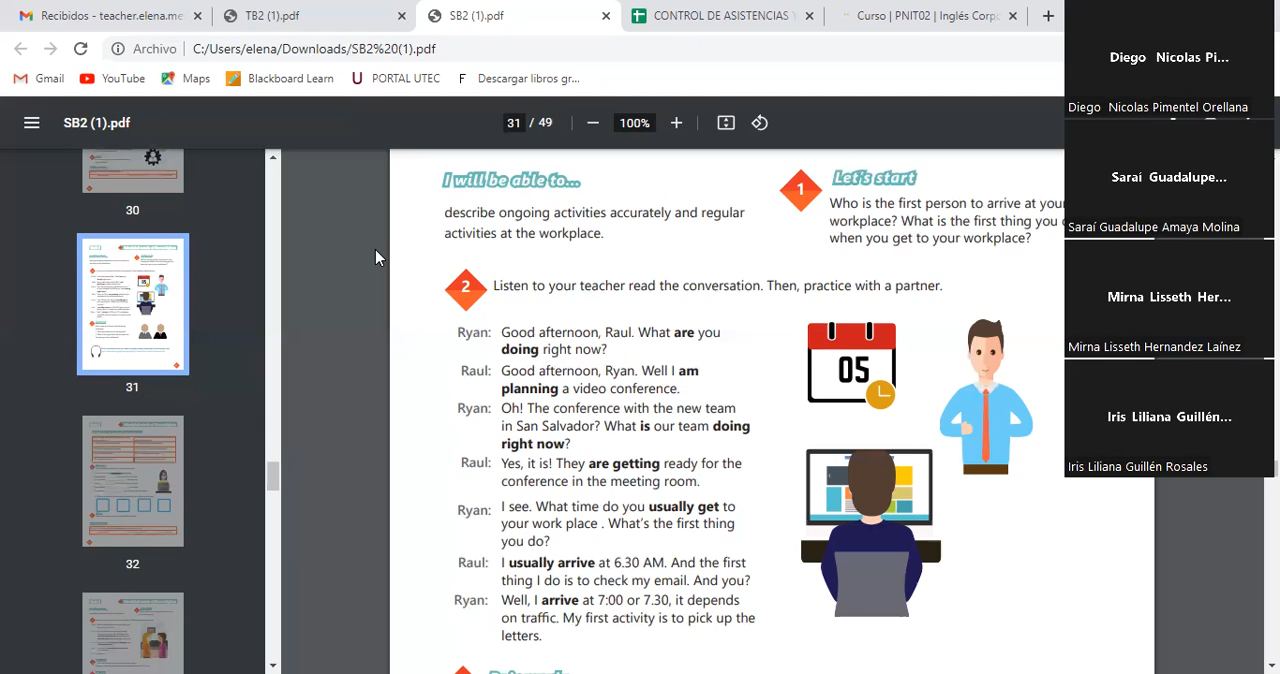 Recibidos - teacher.elena.me
TB2 (1).pdf
SB2 (1).pdf
CONTROL DE ASISTENCIAS Y
Curso | PNIT02 | Inglés Corpo
Archivo
C:/Users/elena/Downloads/SB2%20(1).pdf
Gmail
YouTube
Maps
Blackboard Learn
PORTAL UTEC
Descargar libros gr...
SB2 (1).pdf
31 / 49
100%
30
31
32
I will be able to...
describe ongoing activities accurately and regular
activities at the workplace.
1
Let's start
Who is the first person to arrive at your
workplace? What is the first thing you
when you get to your workplace?
2
Listen to your teacher read the conversation. Then, practice with a partner.
Ryan: Good afternoon, Raul. What are you
doing right now?
Raul: Good afternoon, Ryan. Well I am
planning a video conference.
Ryan: Oh! The conference with the new team
in San Salvador? What is our team doing
right now?
Raul: Yes, it is! They are getting ready for the
conference in the meeting room.
Ryan: I see. What time do you usually get to
your work place . What's the first thing
you do?
Raul: I usually arrive at 6.30 AM. And the first
thing I do is to check my email. And you?
Ryan: Well, I arrive at 7:00 or 7.30, it depends
on traffic. My first activity is to pick up the
letters.
05
Diego Nicolas Pi...
Diego Nicolas Pimentel Orellana
Saraí Guadalupe...
Saraí Guadalupe Amaya Molina
Mirna Lisseth Her...
Mirna Lisseth Hernandez Laínez
Iris Liliana Guillén...
Iris Liliana Guillén Rosales